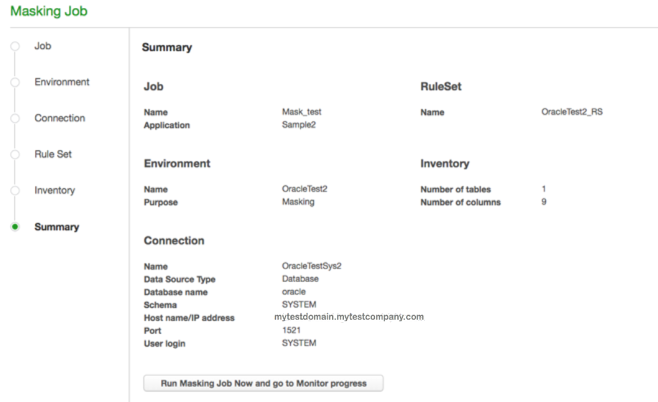 Masking Job
Job
Environment
Connection
Rule Set
Inventory
Summary
Summary
Job
Name Mask_test
Application Sample2
RuleSet
Name OracleTest2_RS
Environment
Name OracleTest2
Purpose Masking
Inventory
Number of tables 1
Number of columns 9
Connection
Name OracleTestSys2
Data Source Type Database
Database name oracle
Schema SYSTEM
Host name/IP address mytestdomain.mytestcompany.com
Port 1521
User login SYSTEM
Run Masking Job Now and go to Monitor progress